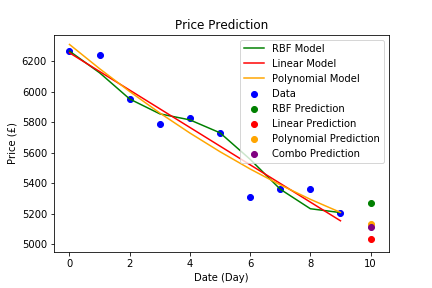 Price Prediction
Price (£)
6200
6000
5800
5600
5400
5200
5000
RBF Model
Linear Model
Polynomial Model
Data
RBF Prediction
Linear Prediction
Polynomial Prediction
Combo Prediction
0
2
4
6
8
10
Date (Day)